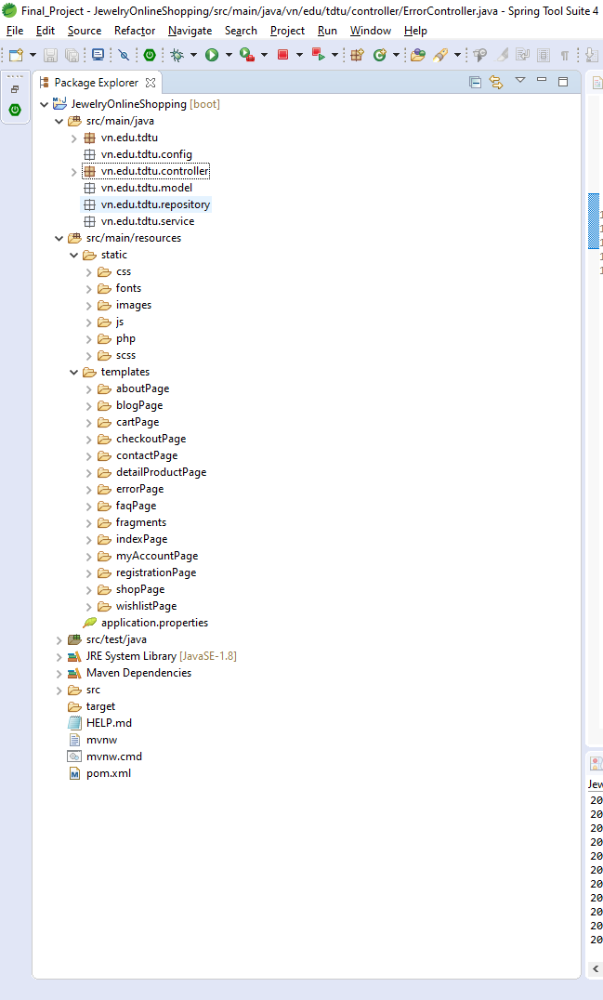 Final_Project - JewelryOnlineShopping/src/main/java/vn/edu/tdtu/controller/ErrorController.java - Spring Tool Suite 4
File Edit Source Refactor Navigate Search Project Run Window Help
Package Explorer
JewelryOnlineShopping [boot]
src/main/java
vn.edu.tdtu
vn.edu.tdtu.config
vn.edu.tdtu.controller
vn.edu.tdtu.model
vn.edu.tdtu.repository
vn.edu.tdtu.service
src/main/resources
static
css
fonts
images
js
php
scss
templates
aboutPage
blogPage
cartPage
checkoutPage
contactPage
detailProductPage
errorPage
faqPage
fragments
indexPage
myAccountPage
registrationPage
shopPage
wishlistPage
application.properties
src/test/java
JRE System Library [JavaSE-1.8]
Maven Dependencies
src
target
HELP.md
mvnw
mvnw.cmd
pom.xml
Jew
20
20
20
20
20
20
20
20
20
20
20